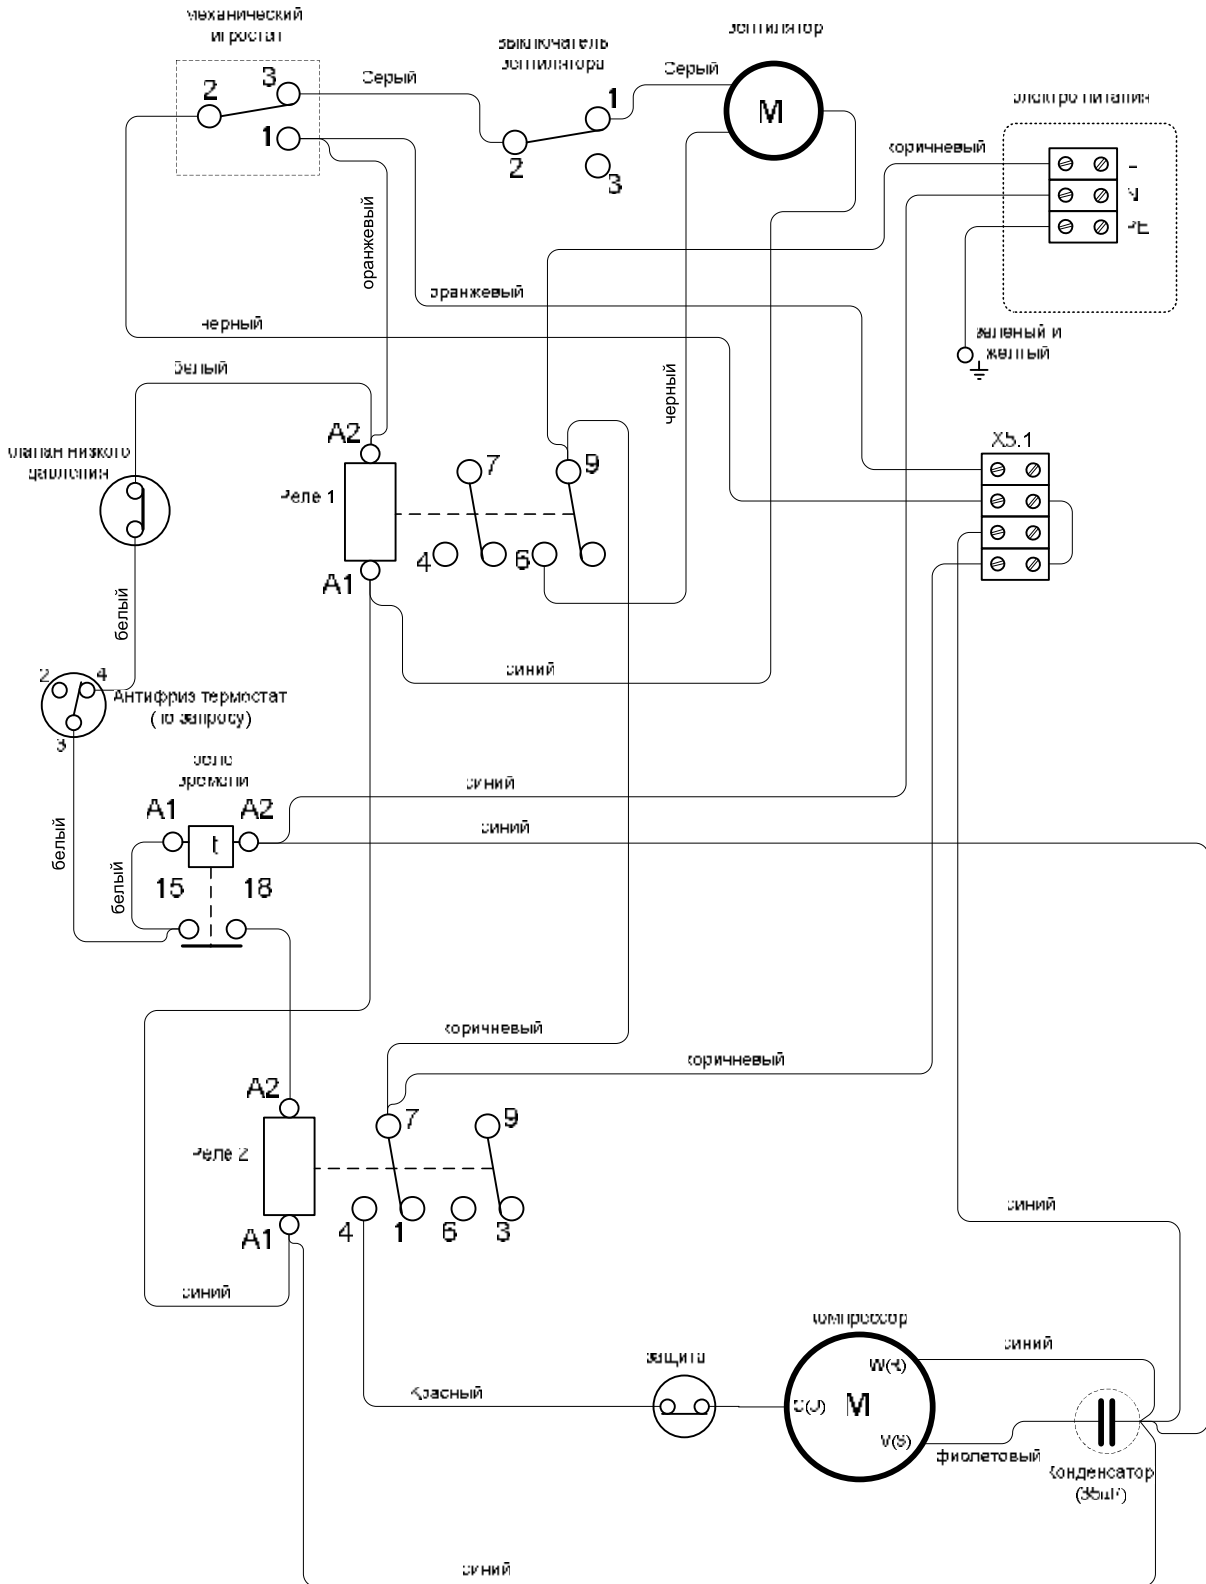 механический
игростат
2
3
1
Серый
выключатель
вентилятора
1
2
3
Серый
вентилятор
M
электро питания
коричневый
L
N
PE
зеленый и
желтый
оранжевый
оранжевый
черный
белый
черный
A2
Реле 1
A1
7
9
4
6
X5.1
клапан низкого
давления
белый
синий
2
4
3
Антифриз термостат
(по запросу)
реле
времени
A1
A2
t
15
18
белый
белый
синий
синий
коричневый
коричневый
A2
Реле 2
A1
7
9
4
1
6
3
синий
синий
компрессор
W(R)
C(U)
M
V(S)
защита
Красный
синий
фиолетовый
Конденсатор
(35uF)
синий